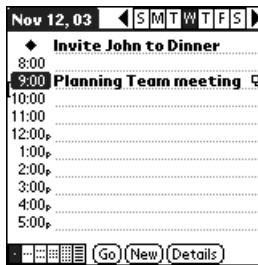 Nov 12, 03 S M T W T F S
Invite John to Dinner
8:00
9:00 Planning Team meeting
10:00
11:00
12:00p
1:00p
2:00p
3:00p
4:00p
5:00p
Go New Details